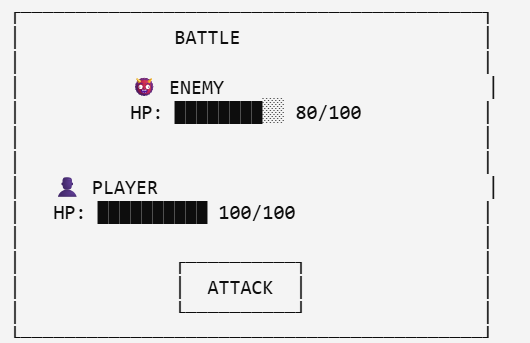 BATTLE
👿 ENEMY
HP: ████████░░ 80/100
👤 PLAYER
HP: ██████████ 100/100
ATTACK